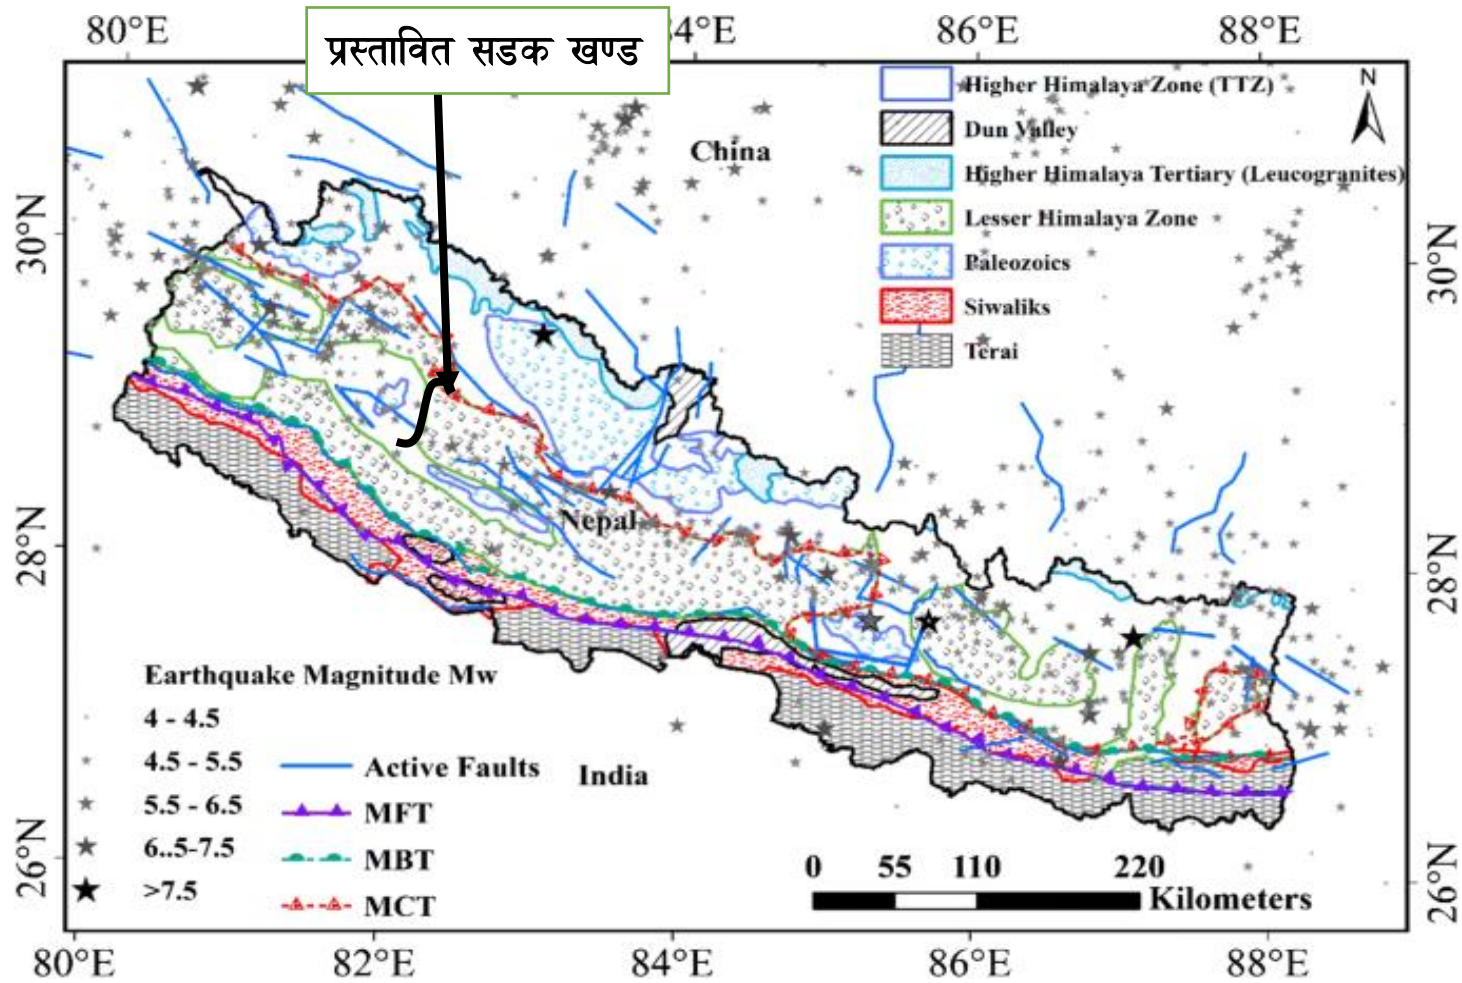 80°E
4°E
86°E
88°E
प्रस्तावित सडक खण्ड
N
China
Higher Himalaya Zone (TTZ)
Dun Valley
Higher Himalaya Tertiary (Leucogranites)
Lesser Himalaya Zone
Paleozoics
Siwaliks
Terai
30°N
30°N
28°N
28°N
26°N
26°N
Nepal
India
Earthquake Magnitude Mw
4 - 4.5
4.5 - 5.5
5.5 - 6.5
6..5-7.5
>7.5
Active Faults
MFT
MBT
MCT
0 55 110 220
Kilometers
80°E
82°E
84°E
86°E
88°E